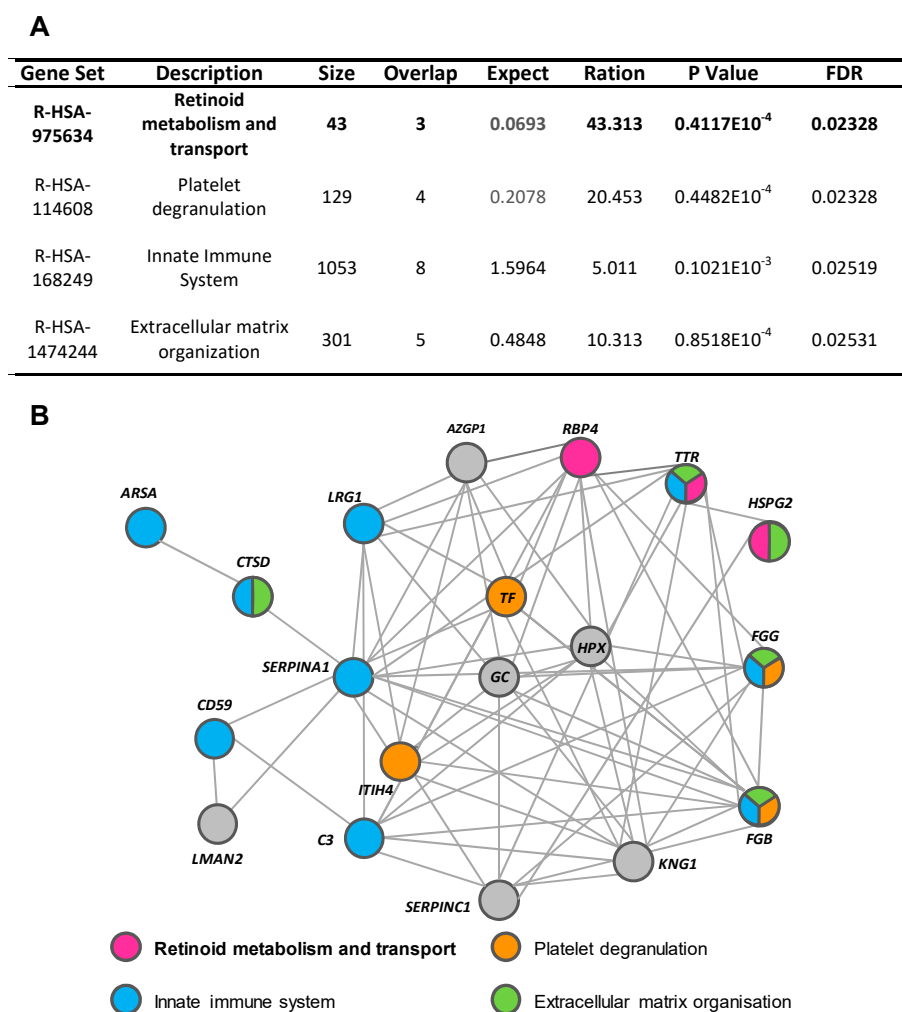 A
Gene Set Description Size Overlap Expect Ration P Value FDR
R-HSA-975634 Retinoid metabolism and transport 43 3 0.0693 43.313 0.4117E10-4 0.02328
R-HSA-114608 Platelet degranulation 129 4 0.2078 20.453 0.4482E10-4 0.02328
R-HSA-168249 Innate Immune System 1053 8 1.5964 5.011 0.1021E10-3 0.02519
R-HSA-1474244 Extracellular matrix organization 301 5 0.4848 10.313 0.8518E10-4 0.02531
B
AZGP1
RBP4
TTR
ARSA
LRG1
HSPG2
CTSD
TF
HPX
FGG
SERPINA1
GC
CD59
ITIH4
C3
FGB
LMAN2
KNG1
SERPINC1
Retinoid metabolism and transport
Platelet degranulation
Innate immune system
Extracellular matrix organisation